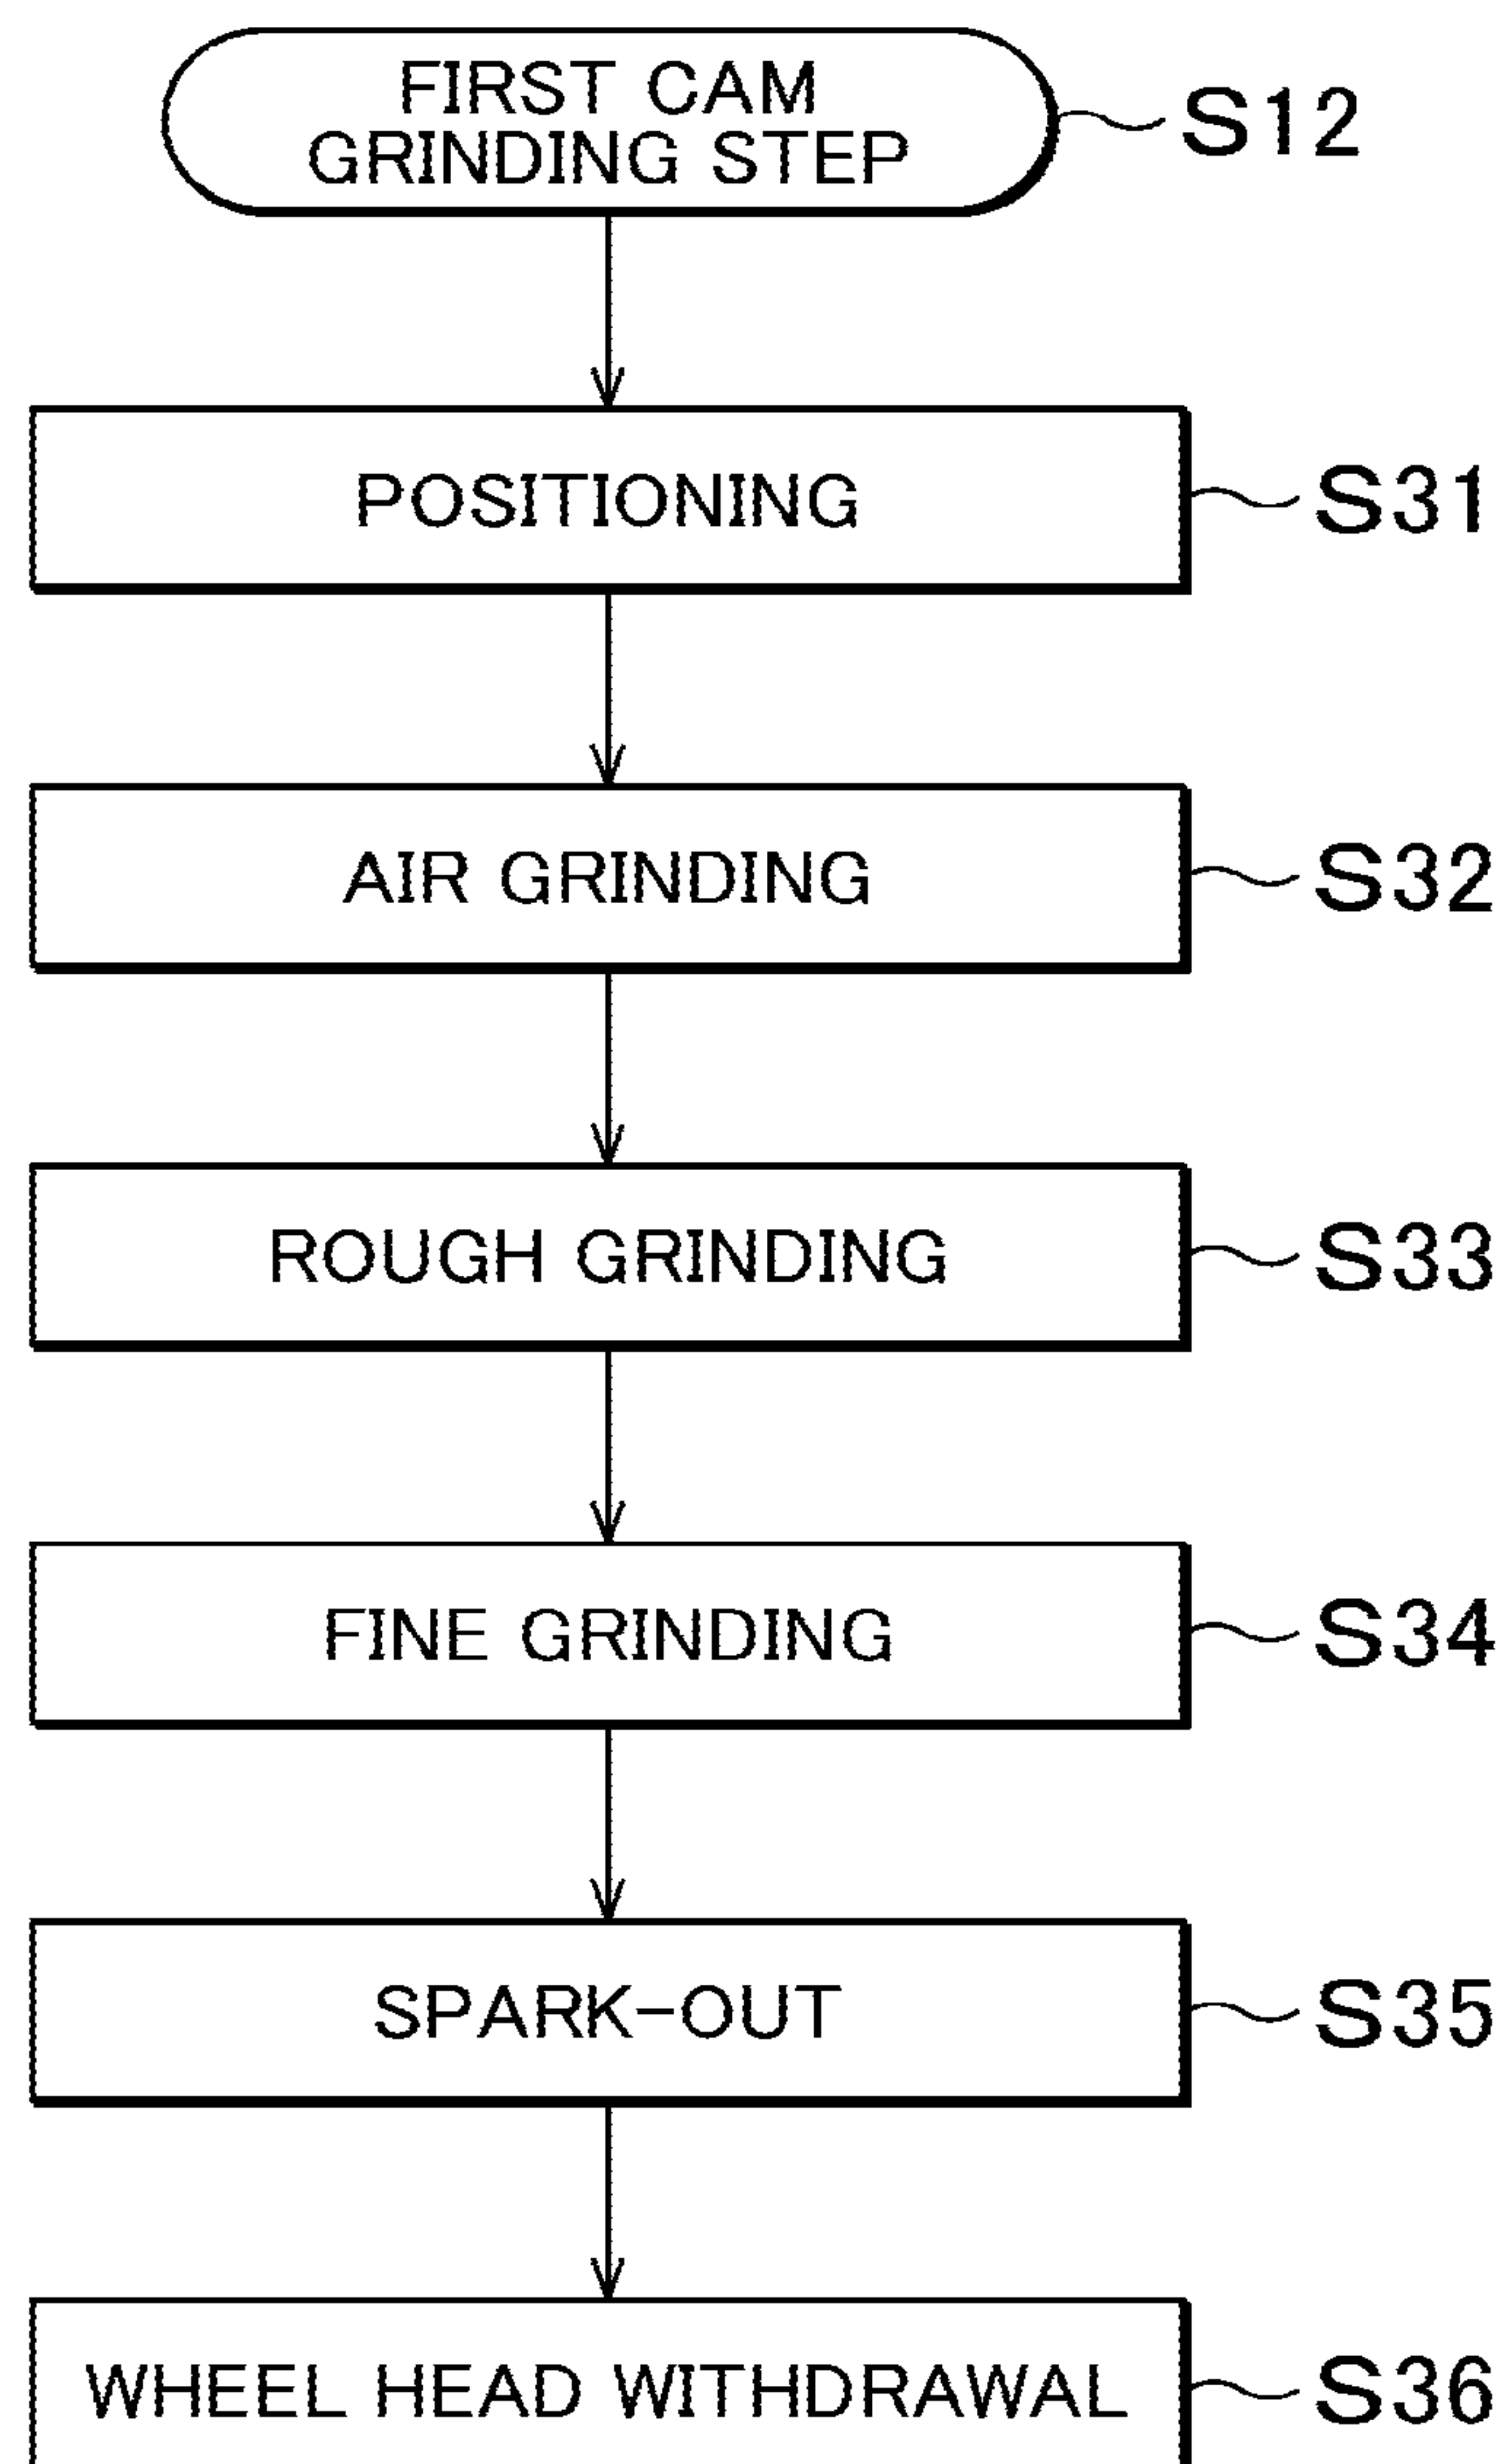 FIRST CAM
GRINDING STEP
S12
POSITIONING
S31
AIR GRINDING
S32
ROUGH GRINDING
S33
FINE GRINDING
S34
SPARK-OUT
S35
WHEEL HEAD WITHDRAWAL
S36